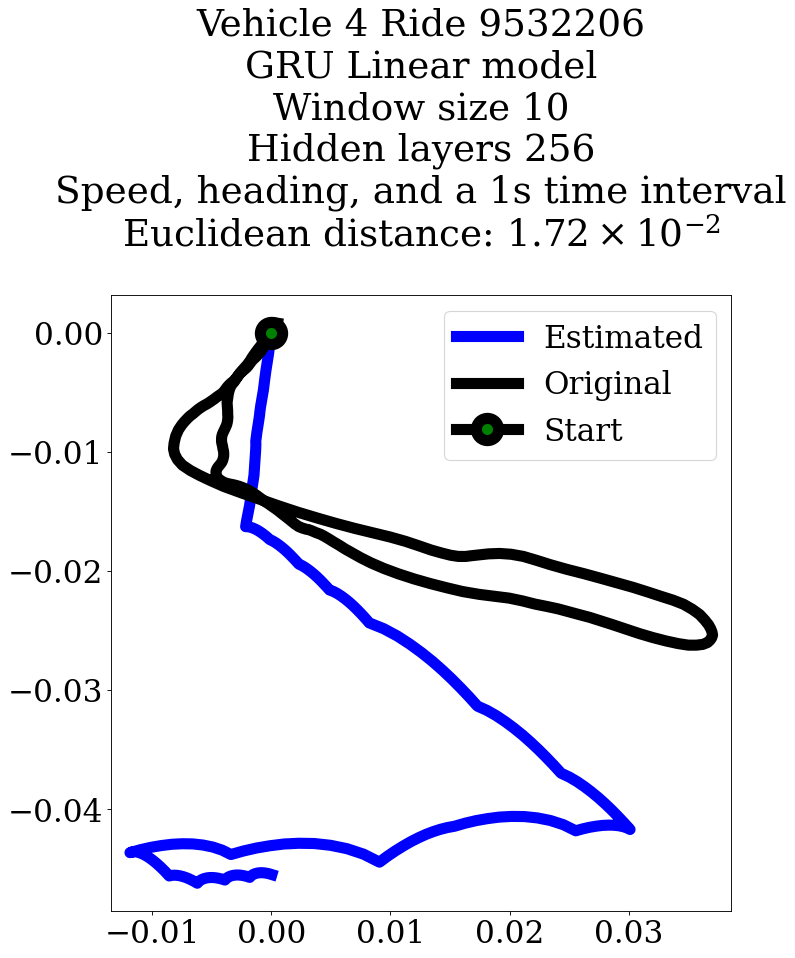 Vehicle 4 Ride 9532206
GRU Linear model
Window size 10
Hidden layers 256
Speed, heading, and a 1s time interval
Euclidean distance: 1.72 × 10⁻²
Estimated
Original
Start
0.00
−0.01
−0.02
−0.03
−0.04
−0.01 0.00 0.01 0.02 0.03